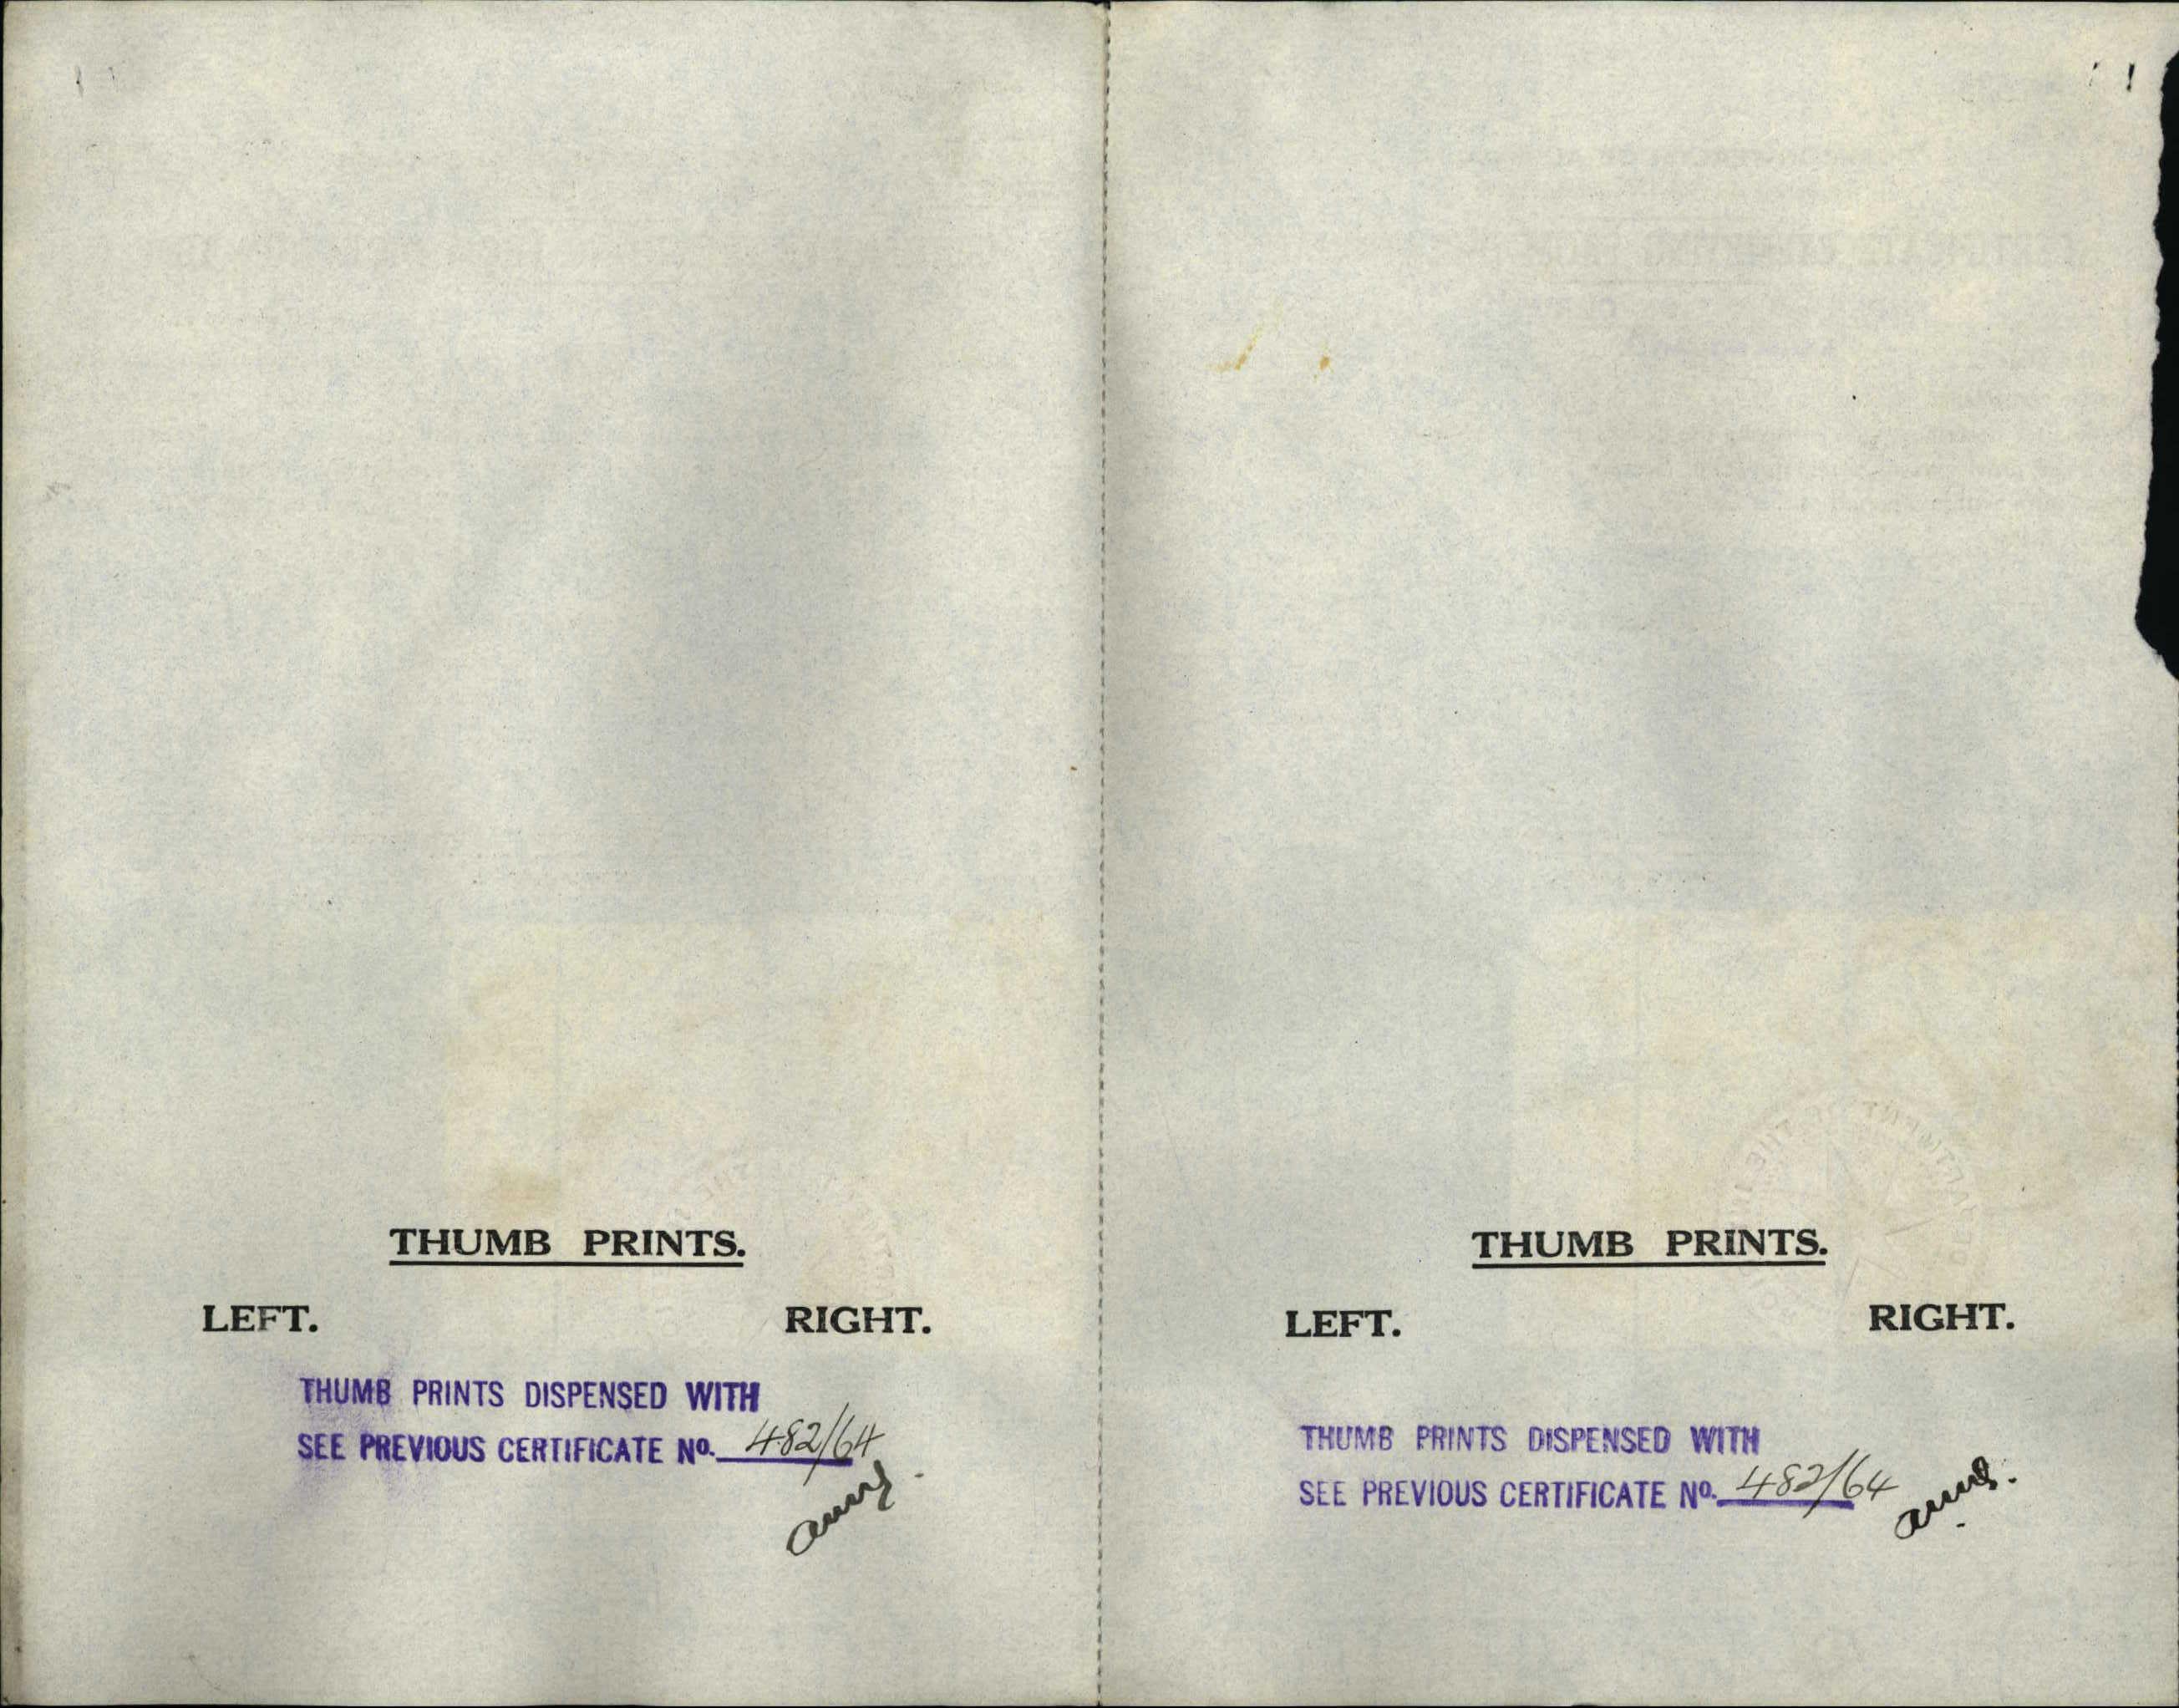 THUMB PRINTS.
LEFT. RIGHT.
THUMB PRINTS DISPENSED WITH
SEE PREVIOUS CERTIFICATE No. 482/64
THUMB PRINTS.
LEFT. RIGHT.
THUMB PRINTS DISPENSED WITH
SEE PREVIOUS CERTIFICATE No. 482/64